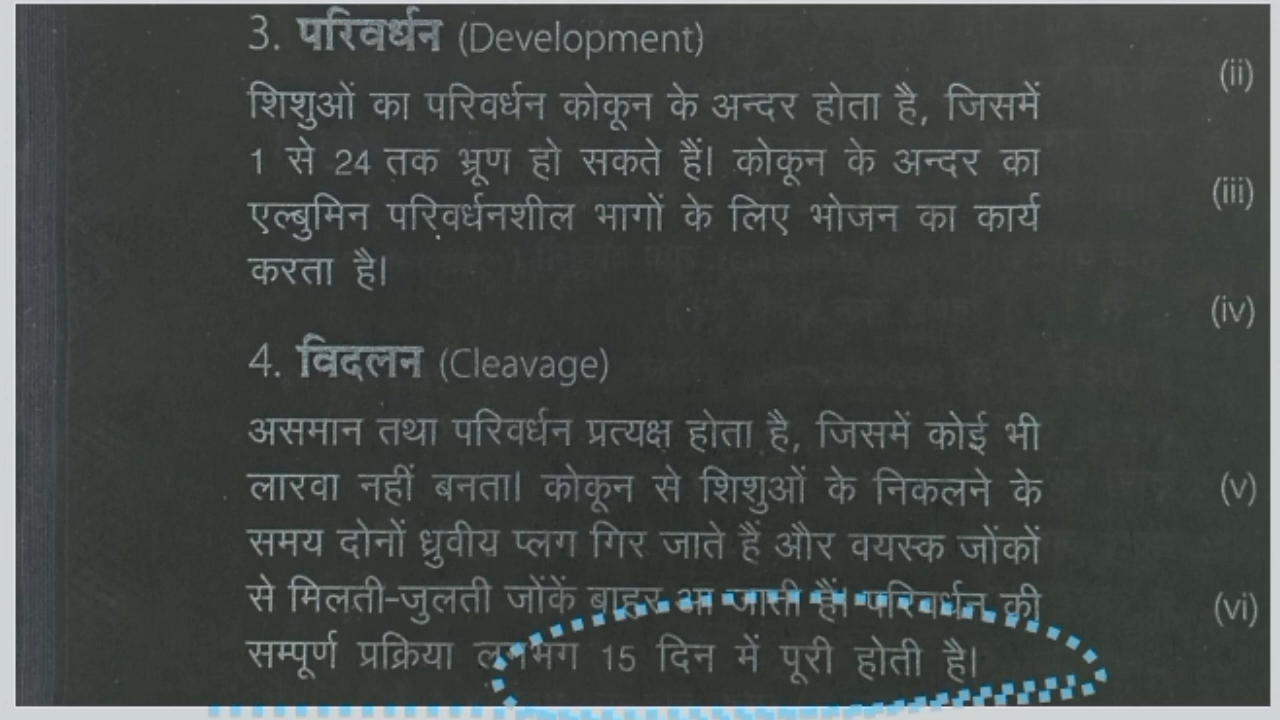 3. परिवर्धन (Development)
शिशुओं का परिवर्धन कोकून के अन्दर होता है, जिसमें
1 से 24 तक भ्रूण हो सकते हैं। कोकून के अन्दर का
एल्बुमिन परिवर्धनशील भागों के लिए भोजन का कार्य
करता है।
4. विदलन (Cleavage)
असमान तथा परिवर्धन प्रत्यक्ष होता है, जिसमें कोई भी
लारवा नहीं बनता। कोकून से शिशुओं के निकलने के
समय दोनों ध्रुवीय प्लग गिर जाते हैं और वयस्क जोंकों
से मिलती-जुलती जोंकें बाहर आ जाती हैं। परिवर्धन की
सम्पूर्ण प्रक्रिया लगभग 15 दिन में पूरी होती है।
(ii)
(iii)
(iv)
(v)
(vi)